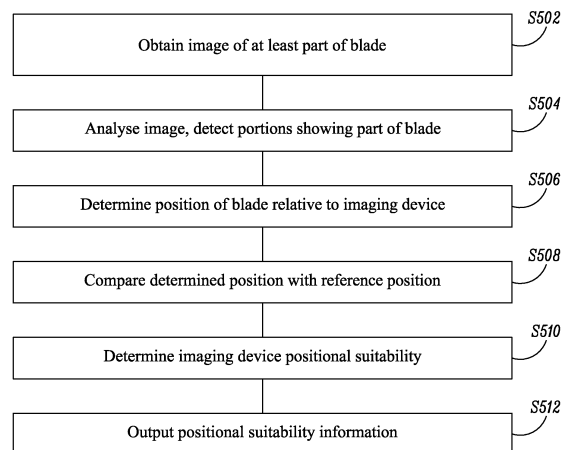 S502
Obtain image of at least part of blade
S504
Analyse image, detect portions showing part of blade
S506
Determine position of blade relative to imaging device
S508
Compare determined position with reference position
S510
Determine imaging device positional suitability
S512
Output positional suitability information